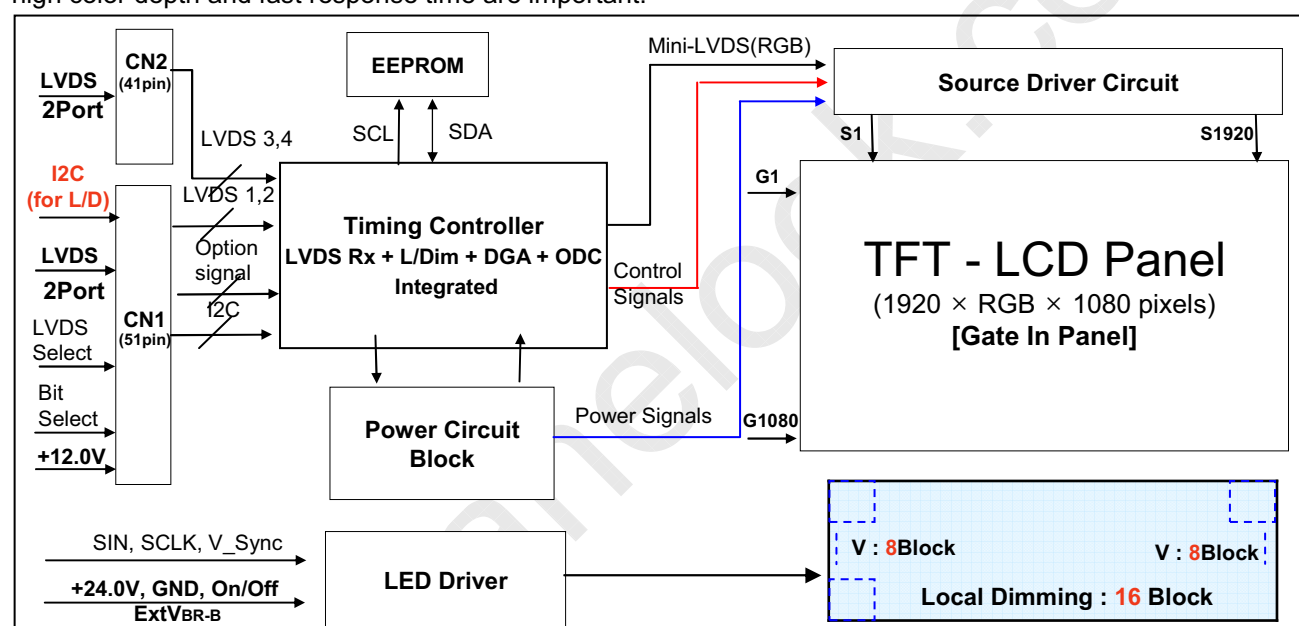 high color depth and fast response time are important.
CN2
(41pin)
LVDS
2Port
EEPROM
SCL
SDA
LVDS 3,4
Mini-LVDS(RGB)
Source Driver Circuit
S1
S1920
I2C
(for L/D)
LVDS
2Port
LVDS
Select
Bit
Select
+12.0V
CN1
(51pin)
LVDS 1,2
Option
signal
I2C
Timing Controller
LVDS Rx + L/Dim + DGA + ODC
Integrated
Control
Signals
G1
G1080
TFT - LCD Panel
(1920 × RGB × 1080 pixels)
[Gate In Panel]
Power Circuit
Block
Power Signals
SIN, SCLK, V_Sync
+24.0V, GND, On/Off
ExtVBR-B
LED Driver
V : 8Block
V : 8Block
Local Dimming : 16 Block